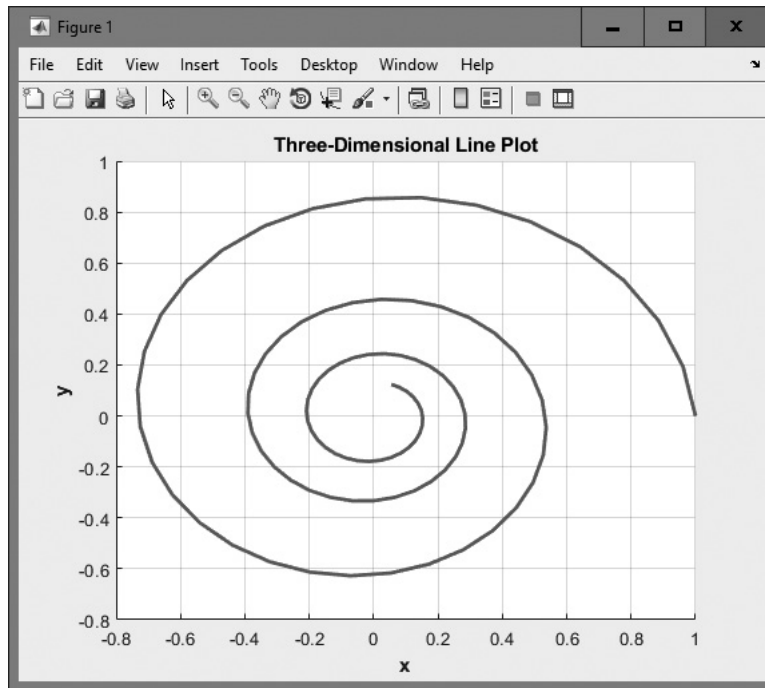 Figure 1
File Edit View Insert Tools Desktop Window Help
Three-Dimensional Line Plot
1
0.8
0.6
0.4
0.2
0
-0.2
-0.4
-0.6
-0.8
y
-0.8 -0.6 -0.4 -0.2 0 0.2 0.4 0.6 0.8 1
x